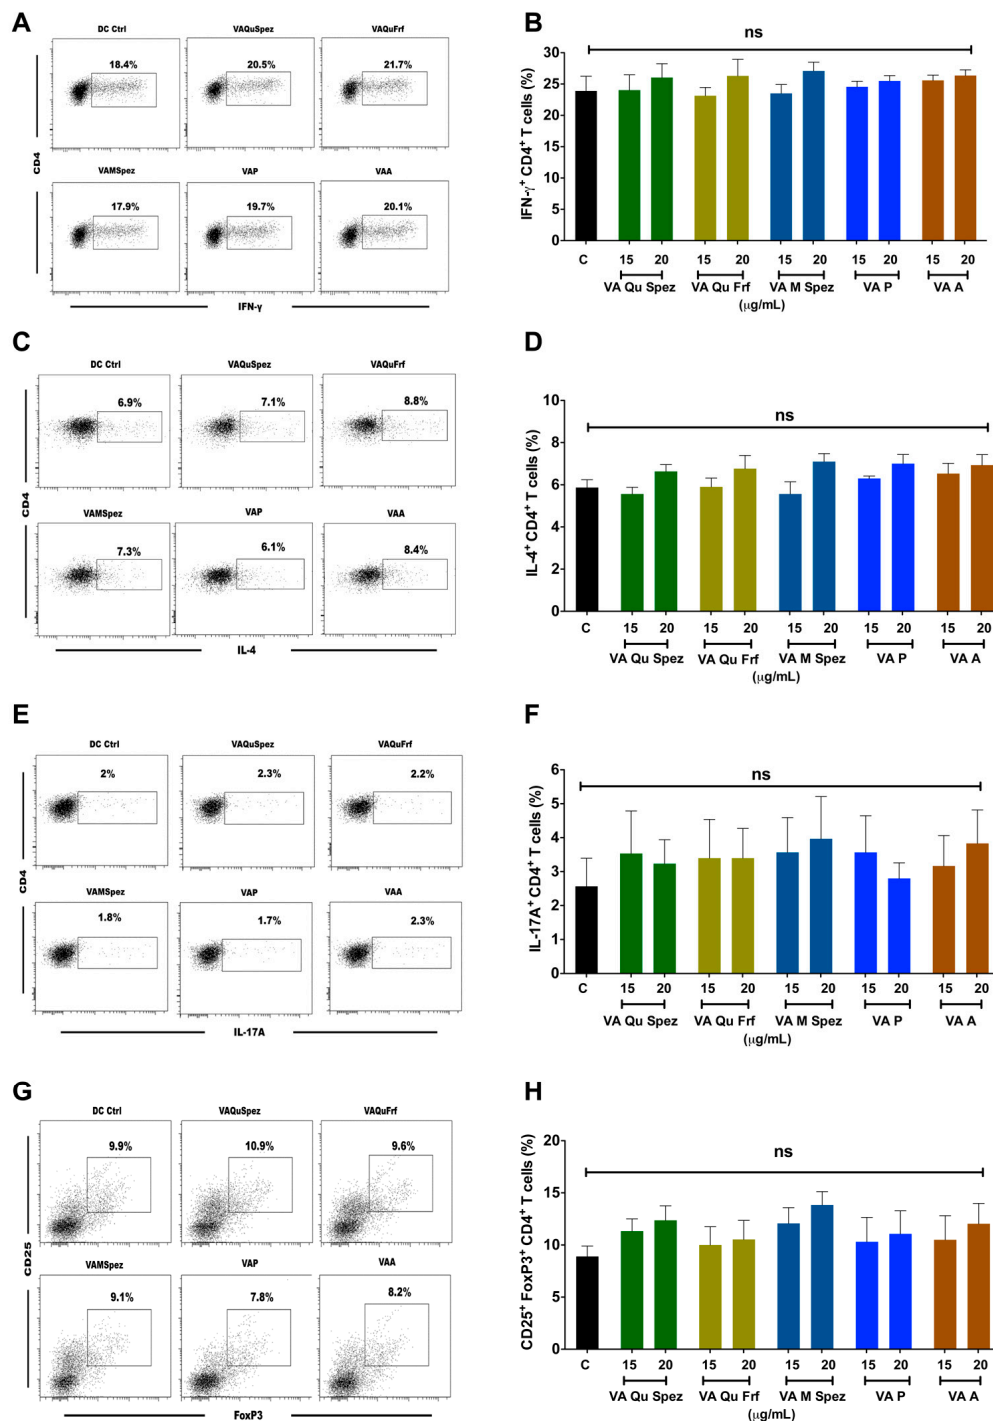 A
DC Ctrl VAQuSpez VAQuFrf
18.4% 20.5% 21.7%
VAMSpez VAP VAA
17.9% 19.7% 20.1%
CD4
IFN-γ
B
ns
IFN-γ+ CD4+ T cells (%)
30
25
20
15
10
5
0
C 15 20 15 20 15 20 15 20 15 20
VA Qu Spez VA Qu Frf VA M Spez VA P VA A
(μg/mL)
C
DC Ctrl VAQuSpez VAQuFrf
6.9% 7.1% 8.8%
VAMSpez VAP VAA
7.3% 6.1% 8.4%
CD4
IL-4
D
ns
IL-4+ CD4+ T cells (%)
10
8
6
4
2
0
C 15 20 15 20 15 20 15 20 15 20
VA Qu Spez VA Qu Frf VA M Spez VA P VA A
(μg/mL)
E
DC Ctrl VAQuSpez VAQuFrf
2% 2.3% 2.2%
VAMSpez VAP VAA
1.8% 1.7% 2.3%
CD4
IL-17A
F
ns
IL-17A+ CD4+ T cells (%)
6
5
4
3
2
1
0
C 15 20 15 20 15 20 15 20 15 20
VA Qu Spez VA Qu Frf VA M Spez VA P VA A
(μg/mL)
G
DC Ctrl VAQuSpez VAQuFrf
9.9% 10.9% 9.6%
VAMSpez VAP VAA
9.1% 7.8% 8.2%
CD25
FoxP3
H
ns
CD25+ FoxP3+ CD4+ T cells (%)
20
15
10
5
0
C 15 20 15 20 15 20 15 20 15 20
VA Qu Spez VA Qu Frf VA M Spez VA P VA A
(μg/mL)